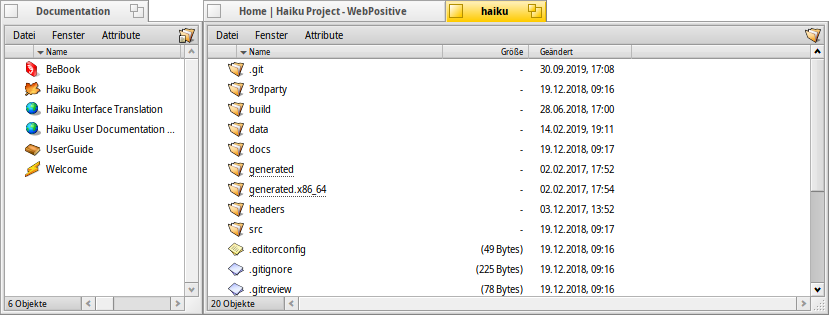 Documentation
Datei Fenster Attribute
Name
BeBook
Haiku Book
Haiku Interface Translation
Haiku User Documentation ...
UserGuide
Welcome
6 Objekte
Home | Haiku Project - WebPositive
haiku
Datei Fenster Attribute
Name Größe Geändert
.git - 30.09.2019, 17:08
3rdparty - 19.12.2018, 09:16
build - 28.06.2018, 17:00
data - 14.02.2019, 19:11
docs - 19.12.2018, 09:17
generated - 02.02.2017, 17:52
generated.x86_64 - 02.02.2017, 17:54
headers - 03.12.2017, 13:52
src - 19.12.2018, 09:17
.editorconfig (49 Bytes) 19.12.2018, 09:16
.gitignore (225 Bytes) 19.12.2018, 09:16
.gitreview (78 Bytes) 19.12.2018, 09:16
20 Objekte